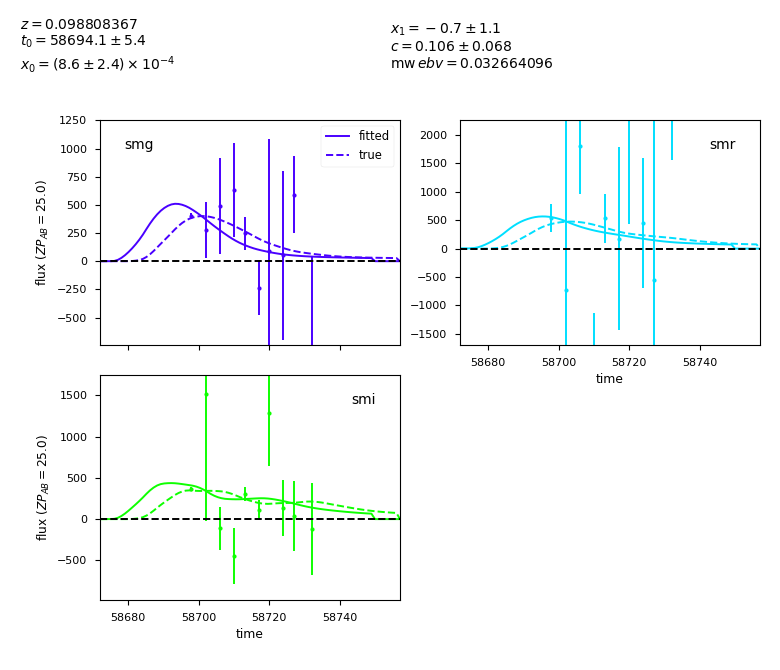 z = 0.098808367
t₀ = 58694.1 ± 5.4
x₀ = (8.6 ± 2.4) × 10⁻⁴
x₁ = −0.7 ± 1.1
c = 0.106 ± 0.068
mw ebv = 0.032664096
smg
fitted
true
1250
1000
750
500
250
0
−250
−500
flux (ZP_AB = 25.0)
smr
2000
1500
1000
500
0
−500
−1000
−1500
58680 58700 58720 58740
time
smi
1500
1000
500
0
−500
flux (ZP_AB = 25.0)
58680 58700 58720 58740
time